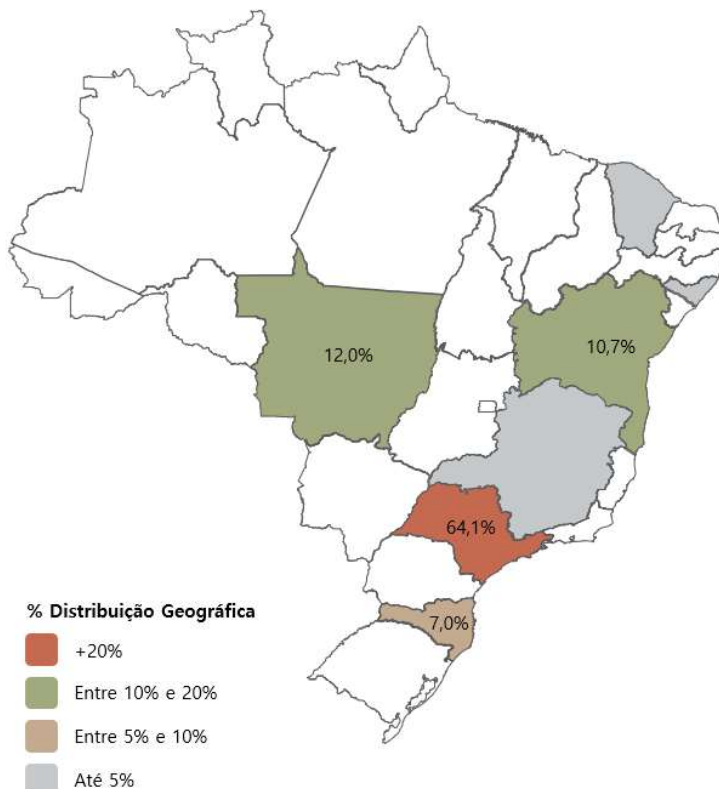 12,0%
10,7%
64,1%
7,0%
% Distribuição Geográfica
+20%
Entre 10% e 20%
Entre 5% e 10%
Até 5%